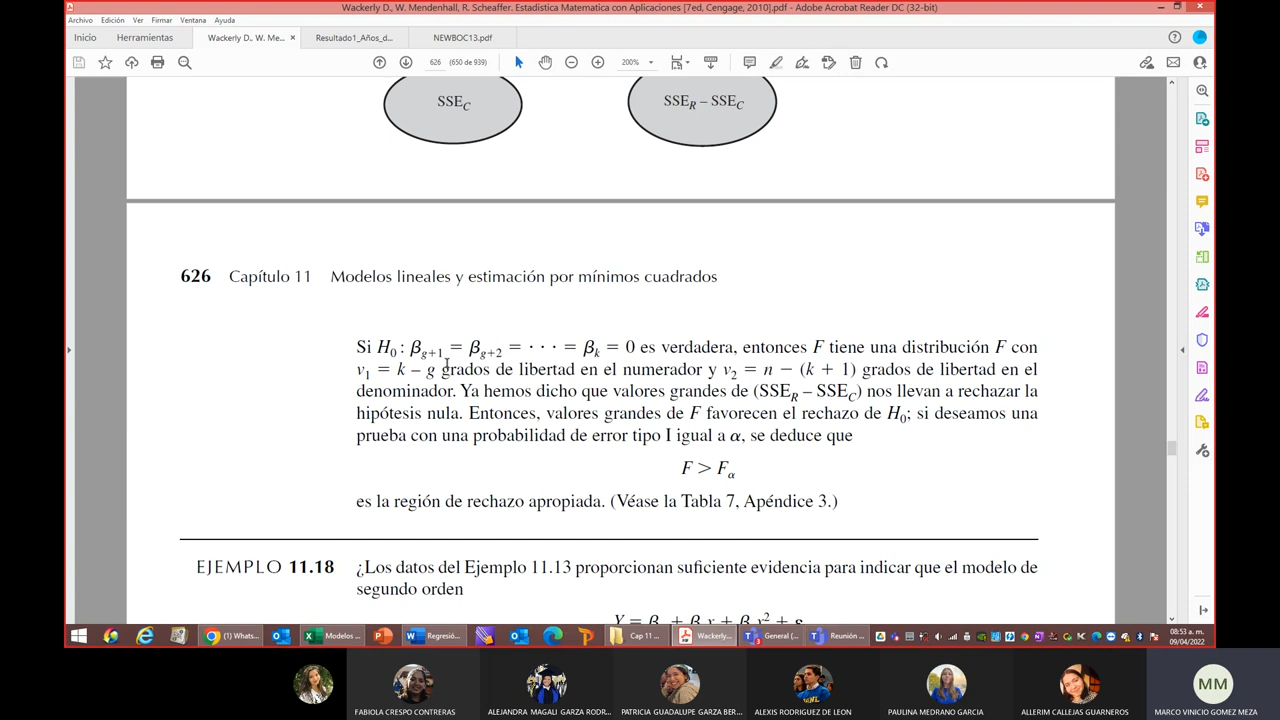 Wackerly D., W. Mendenhall, R. Scheaffer. Estadística Matematica con Aplicaciones [7ed, Cengage, 2010].pdf - Adobe Acrobat Reader DC (32-bit)
Archivo Edición Ver Firmar Ventana Ayuda
Inicio Herramientas Wackerly D., W. Me... × Resultado1_Años_d... NEWBOC13.pdf
626 (650 de 939) 200%
SSE_C SSE_R – SSE_C
626 Capítulo 11 Modelos lineales y estimación por mínimos cuadrados
Si H₀ : β_{g+1} = β_{g+2} = · · · = β_k = 0 es verdadera, entonces F tiene una distribución F con
ν₁ = k – g grados de libertad en el numerador y ν₂ = n − (k + 1) grados de libertad en el
denominador. Ya hemos dicho que valores grandes de (SSE_R – SSE_C) nos llevan a rechazar la
hipótesis nula. Entonces, valores grandes de F favorecen el rechazo de H₀; si deseamos una
prueba con una probabilidad de error tipo I igual a α, se deduce que
F > F_α
es la región de rechazo apropiada. (Véase la Tabla 7, Apéndice 3.)
EJEMPLO 11.18 ¿Los datos del Ejemplo 11.13 proporcionan suficiente evidencia para indicar que el modelo de
segundo orden
(1) Whats... Modelos ... Regresió... Cap 11 ... Wackerly... General (... Reunión ...
08:53 a. m.
09/04/2022
MM
FABIOLA CRESPO CONTRERAS ALEJANDRA MAGALI GARZA RODR... PATRICIA GUADALUPE GARZA BER... ALEXIS RODRIGUEZ DE LEON PAULINA MEDRANO GARCIA ALLERIM CALLEJAS GUARNEROS MARCO VINICIO GOMEZ MEZA